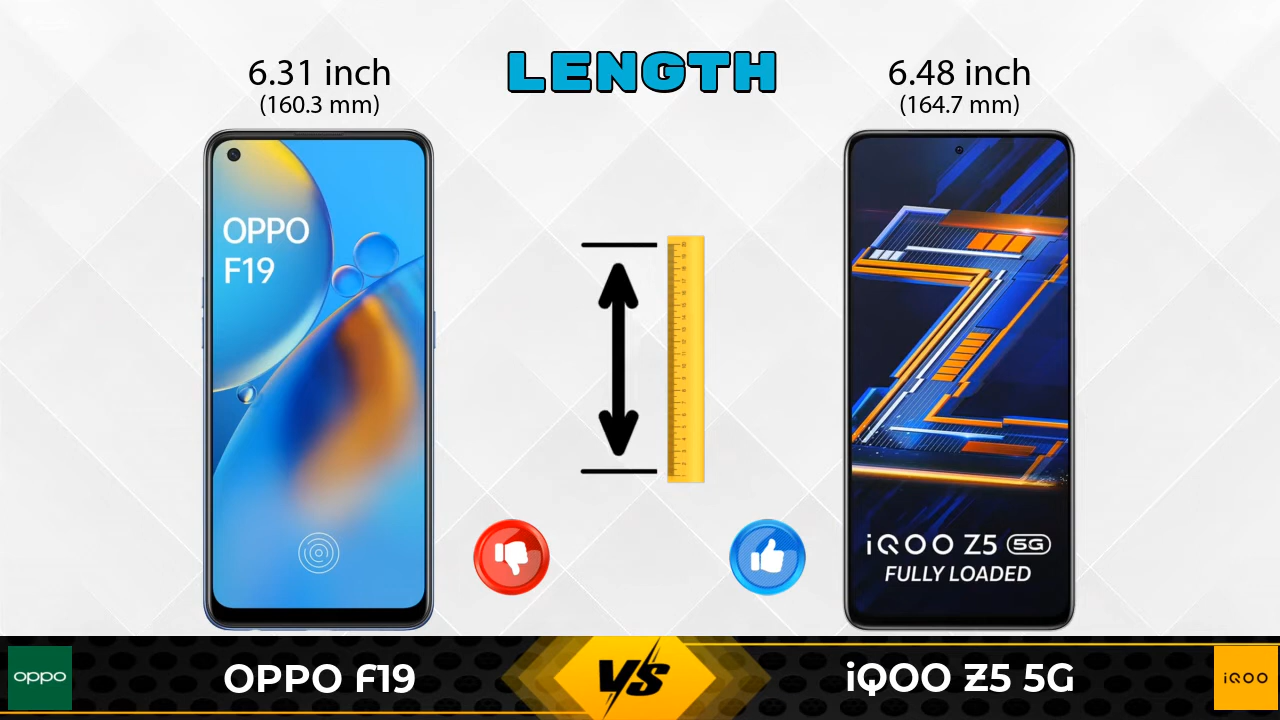 LENGTH
6.31 inch
(160.3 mm)
6.48 inch
(164.7 mm)
OPPO
F19
iQOO Z5 5G
FULLY LOADED
oppo
OPPO F19
VS
iQOO Z5 5G
iQOO